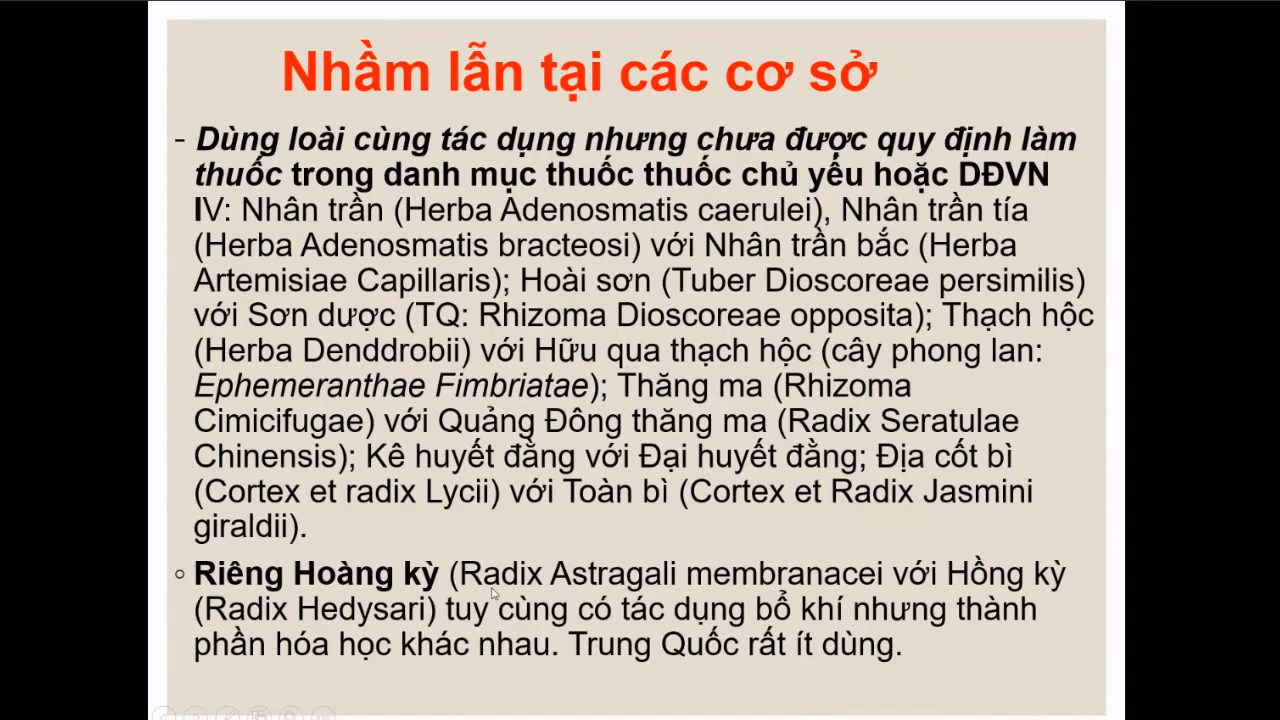 Nhầm lẫn tại các cơ sở
- Dùng loài cùng tác dụng nhưng chưa được quy định làm
thuốc trong danh mục thuốc thuốc chủ yếu hoặc DĐVN
IV: Nhân trần (Herba Adenosmatis caerulei), Nhân trần tía
(Herba Adenosmatis bracteosi) với Nhân trần bắc (Herba
Artemisiae Capillaris); Hoài sơn (Tuber Dioscoreae persimilis)
với Sơn dược (TQ: Rhizoma Dioscoreae opposita); Thạch hộc
(Herba Denddrobii) với Hữu qua thạch hộc (cây phong lan:
Ephemeranthae Fimbriatae); Thăng ma (Rhizoma
Cimicifugae) với Quảng Đông thăng ma (Radix Seratulae
Chinensis); Kê huyết đằng với Đại huyết đằng; Địa cốt bì
(Cortex et radix Lycii) với Toàn bì (Cortex et Radix Jasmini
giraldii).
◦ Riêng Hoàng kỳ (Radix Astragali membranacei với Hồng kỳ
(Radix Hedysari) tuy cùng có tác dụng bổ khí nhưng thành
phần hóa học khác nhau. Trung Quốc rất ít dùng.